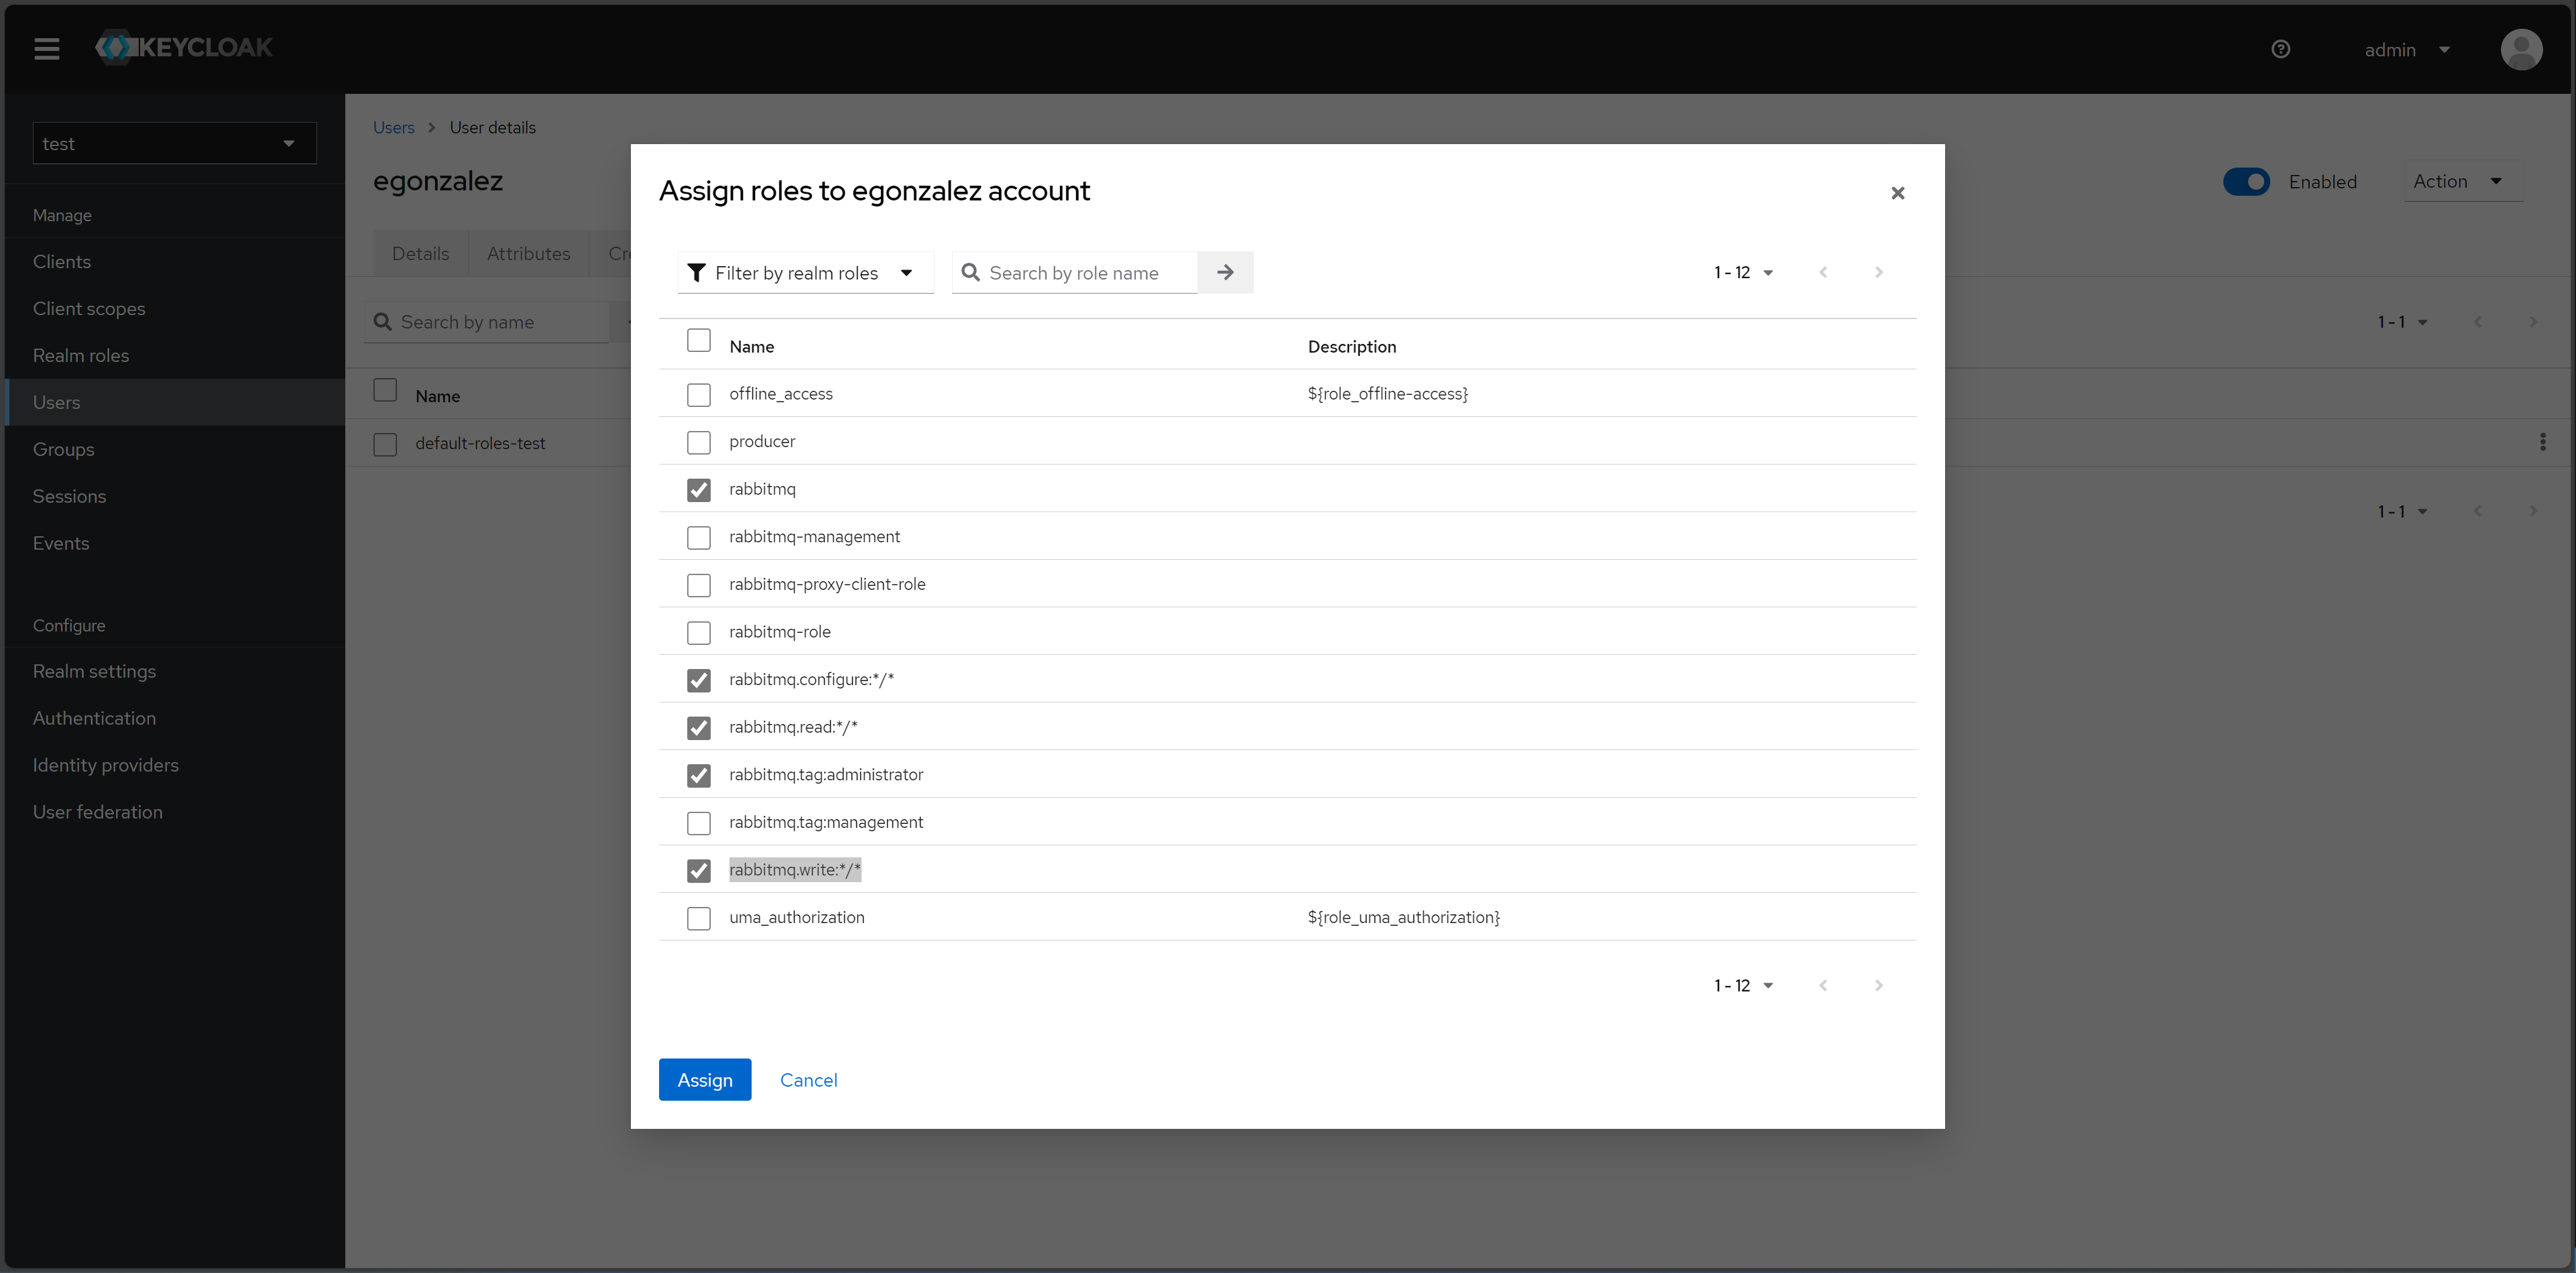 KEYCLOAK
admin
test
Manage
Clients
Client scopes
Realm roles
Users
Groups
Sessions
Events
Configure
Realm settings
Authentication
Identity providers
User federation
Users > User details
egonzalez
Enabled
Action
Details
Attributes
Cre
Search by name
1 - 1
Name
default-roles-test
1 - 1
Assign roles to egonzalez account
Filter by realm roles
Search by role name
1 - 12
Name Description
offline_access ${role_offline-access}
producer
rabbitmq
rabbitmq-management
rabbitmq-proxy-client-role
rabbitmq-role
rabbitmq.configure:*/*
rabbitmq.read:*/*
rabbitmq.tag:administrator
rabbitmq.tag:management
rabbitmq.write:*/*
uma_authorization ${role_uma_authorization}
1 - 12
Assign
Cancel